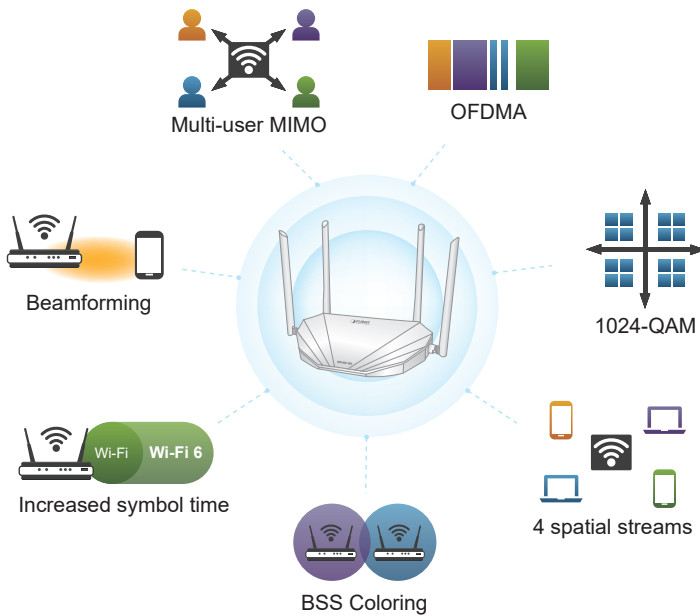 Multi-user MIMO
OFDMA
Beamforming
1024-QAM
Wi-Fi
Wi-Fi 6
Increased symbol time
4 spatial streams
BSS Coloring